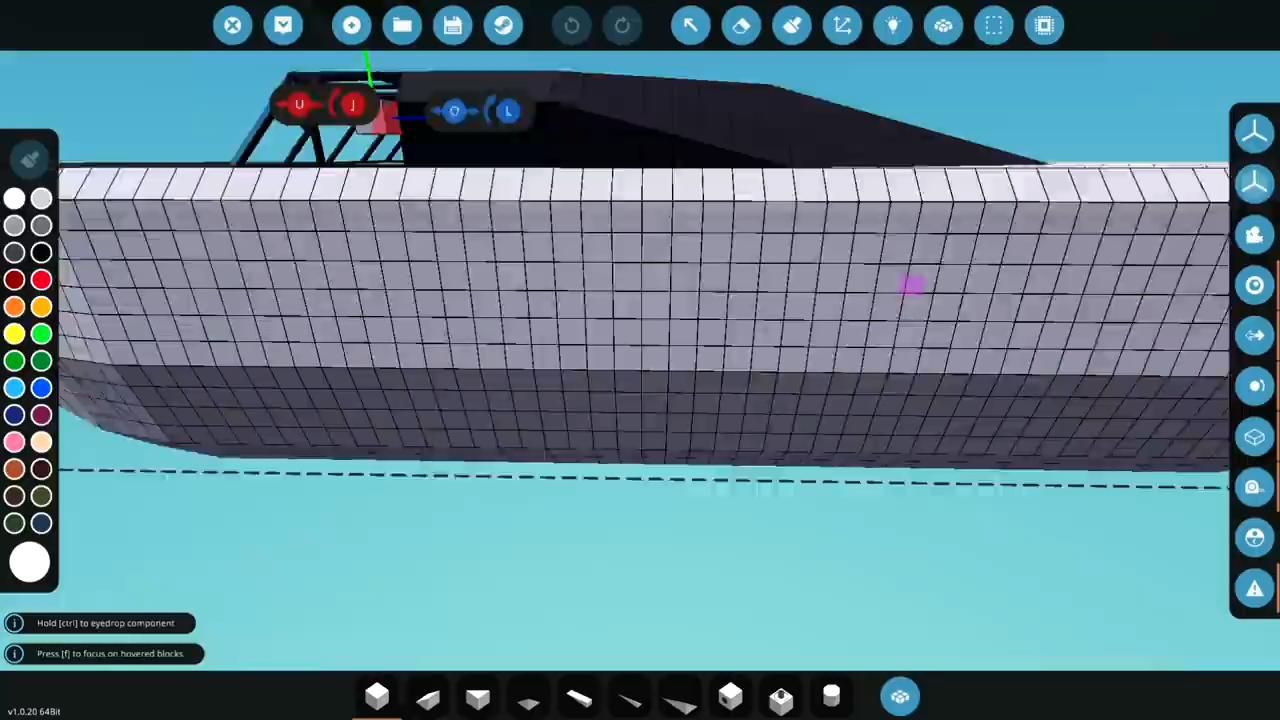 U
J
O
L
Hold [ctrl] to eyedrop component
Press [f] to focus on hovered blocks
v1.0.20 64Bit